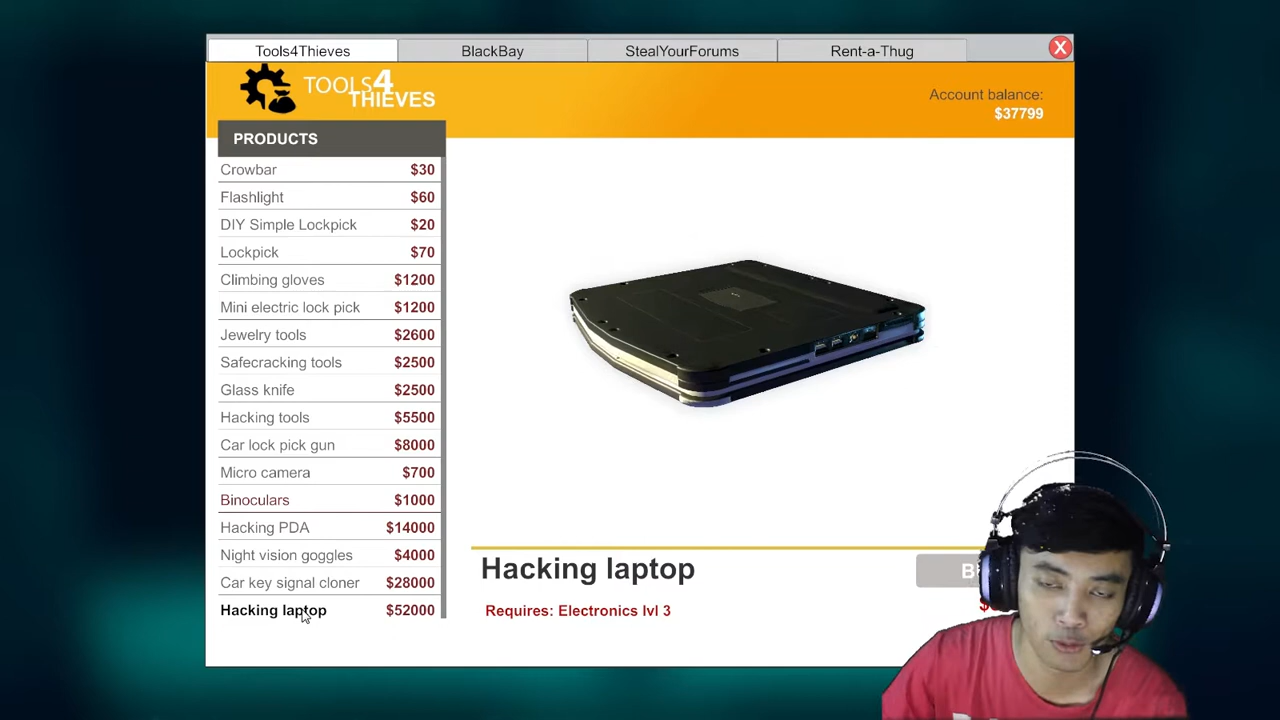 Tools4Thieves BlackBay StealYourForums Rent-a-Thug X
TOOLS4
THIEVES
Account balance:
$37799
PRODUCTS
Crowbar $30
Flashlight $60
DIY Simple Lockpick $20
Lockpick $70
Climbing gloves $1200
Mini electric lock pick $1200
Jewelry tools $2600
Safecracking tools $2500
Glass knife $2500
Hacking tools $5500
Car lock pick gun $8000
Micro camera $700
Binoculars $1000
Hacking PDA $14000
Night vision goggles $4000
Car key signal cloner $28000
Hacking laptop $52000
Hacking laptop
Requires: Electronics lvl 3